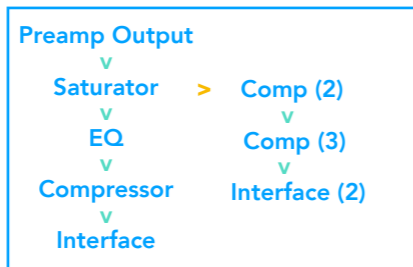 Preamp Output
v
Saturator > Comp (2)
v v
EQ Comp (3)
v v
Compressor Interface (2)
v
Interface